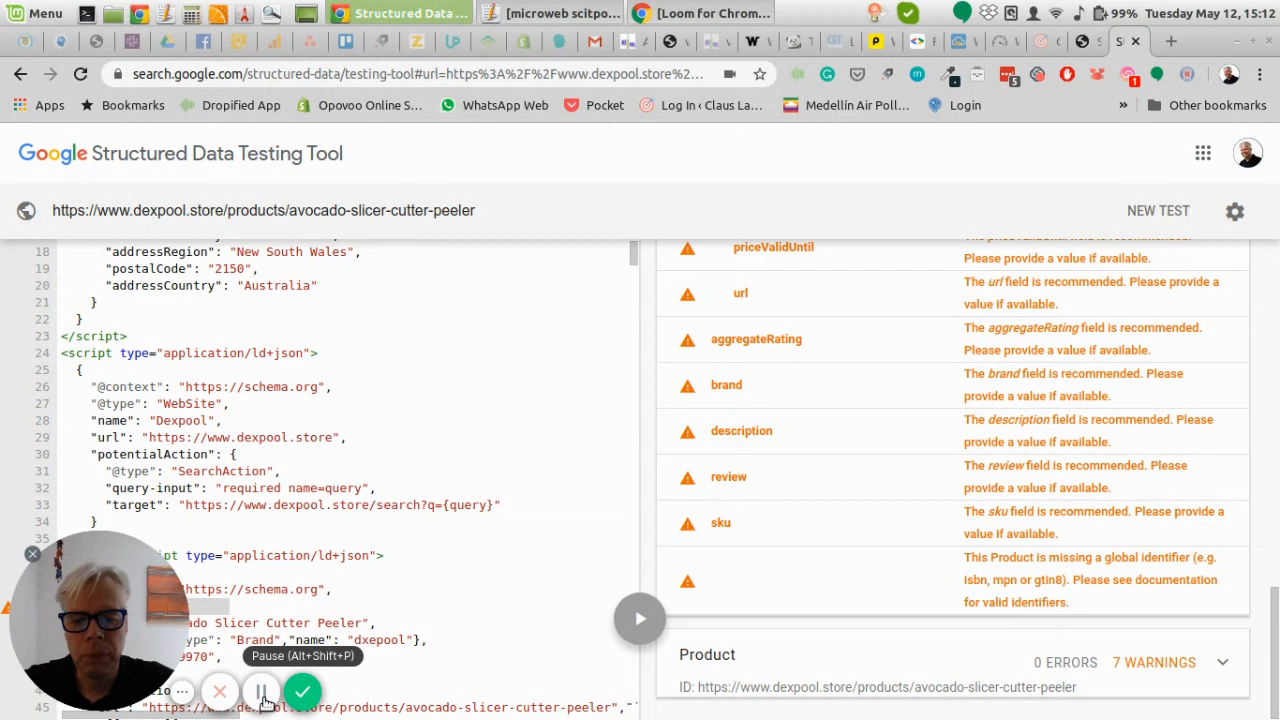 Menu
Structured Data ...
[microweb scitpo...
[Loom for Chrom...
99% Tuesday May 12, 15:12
search.google.com/structured-data/testing-tool#url=https%3A%2F%2Fwww.dexpool.store%2...
Apps
Bookmarks
Dropified App
Opovoo Online S...
WhatsApp Web
Pocket
Log In ‹ Claus La...
Medellín Air Poll...
Login
»
Other bookmarks
Google Structured Data Testing Tool
https://www.dexpool.store/products/avocado-slicer-cutter-peeler
NEW TEST
18 "addressRegion": "New South Wales",
19 "postalCode": "2150",
20 "addressCountry": "Australia"
21 }
22 }
23 </script>
24 <script type="application/ld+json">
25 {
26 "@context": "https://schema.org",
27 "@type": "WebSite",
28 "name": "Dexpool",
29 "url": "https://www.dexpool.store",
30 "potentialAction": {
31 "@type": "SearchAction",
32 "query-input": "required name=query",
33 "target": "https://www.dexpool.store/search?q={query}"
34 }
35
ipt type="application/ld+json">
"https://schema.org",
ado Slicer Cutter Peeler",
ype": "Brand","name": "dxepool"},
9970",
45 "https://www.dexpool.store/products/avocado-slicer-cutter-peeler","
Pause (Alt+Shift+P)
priceValidUntil
Please provide a value if available.
url
The url field is recommended. Please provide a
value if available.
aggregateRating
The aggregateRating field is recommended.
Please provide a value if available.
brand
The brand field is recommended. Please
provide a value if available.
description
The description field is recommended. Please
provide a value if available.
review
The review field is recommended. Please
provide a value if available.
sku
The sku field is recommended. Please provide a
value if available.
This Product is missing a global identifier (e.g.
isbn, mpn or gtin8). Please see documentation
for valid identifiers.
Product
0 ERRORS 7 WARNINGS
ID: https://www.dexpool.store/products/avocado-slicer-cutter-peeler